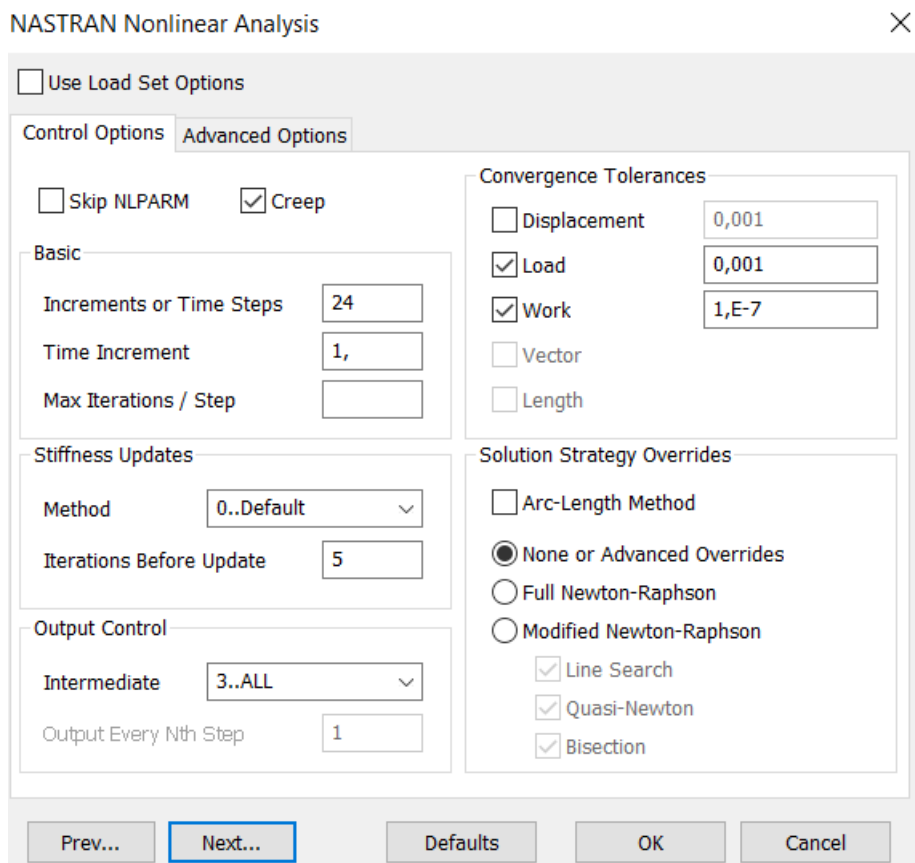 NASTRAN Nonlinear Analysis
Use Load Set Options
Control Options
Advanced Options
Skip NLPARM
Creep
Basic
Increments or Time Steps
24
Time Increment
1,
Max Iterations / Step
Stiffness Updates
Method
0..Default
Iterations Before Update
5
Output Control
Intermediate
3..ALL
Output Every Nth Step
1
Convergence Tolerances
Displacement
0,001
Load
0,001
Work
1,E-7
Vector
Length
Solution Strategy Overrides
Arc-Length Method
None or Advanced Overrides
Full Newton-Raphson
Modified Newton-Raphson
Line Search
Quasi-Newton
Bisection
Prev...
Next...
Defaults
OK
Cancel